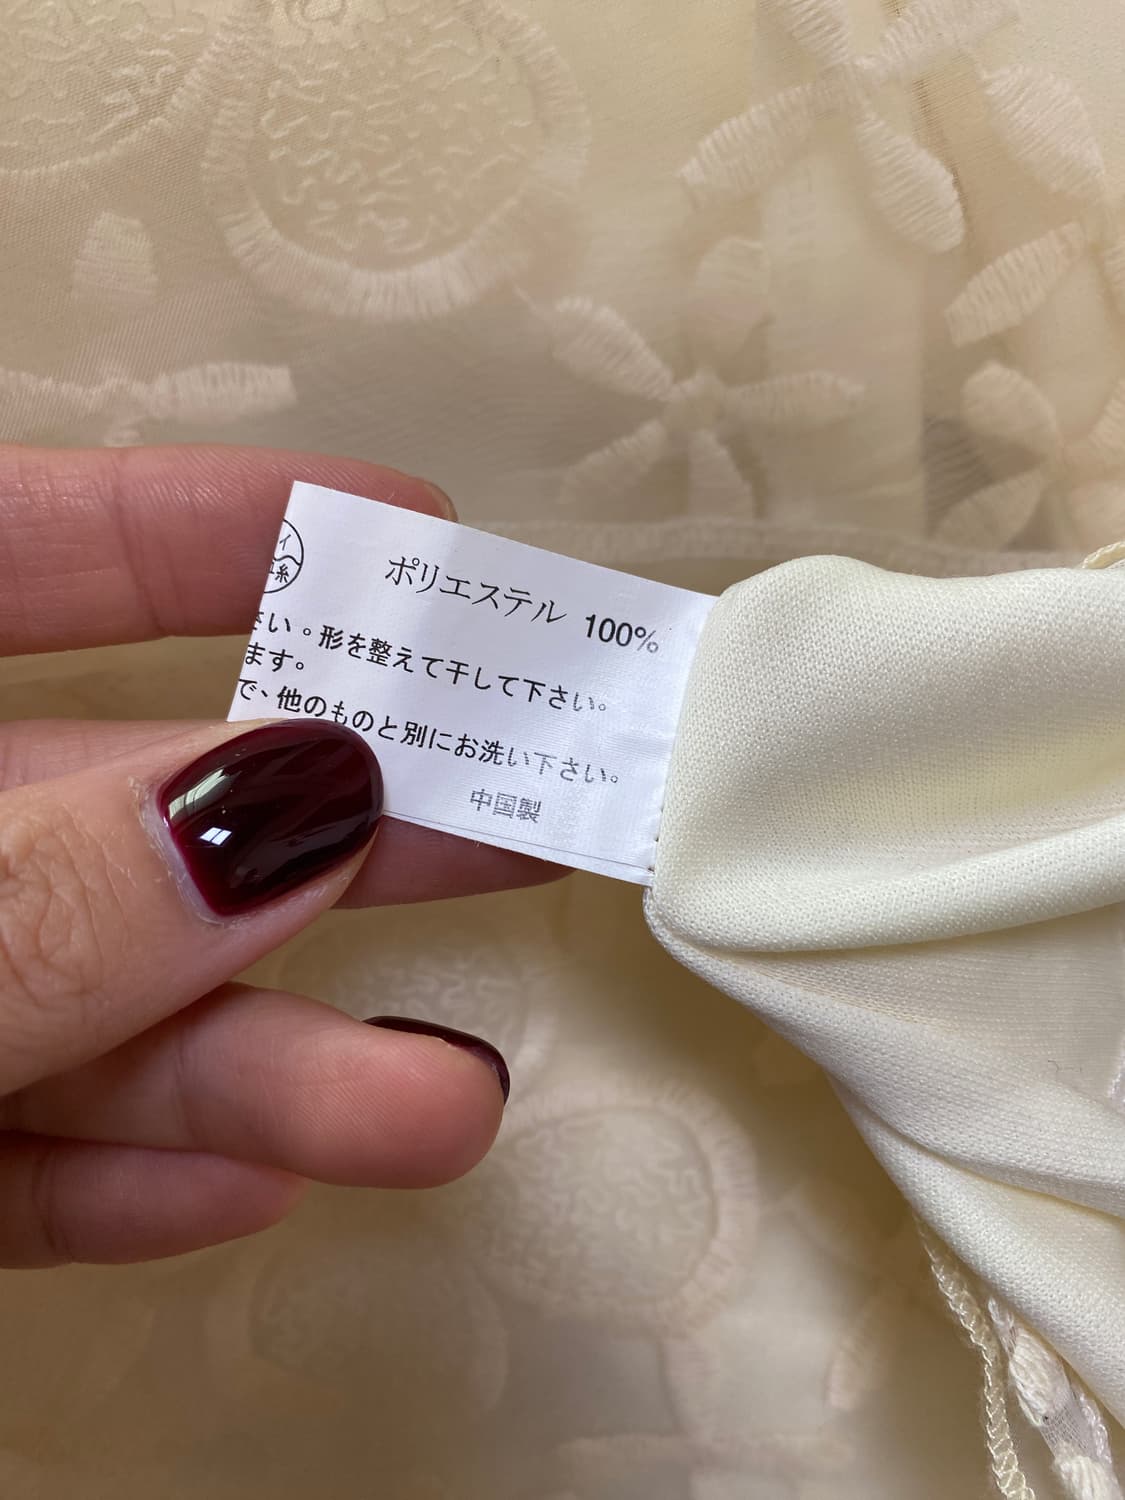 イ
糸
ポリエステル 100%
さい。形を整えて干して下さい。
ます。
で、他のものと別にお洗い下さい。
中国製